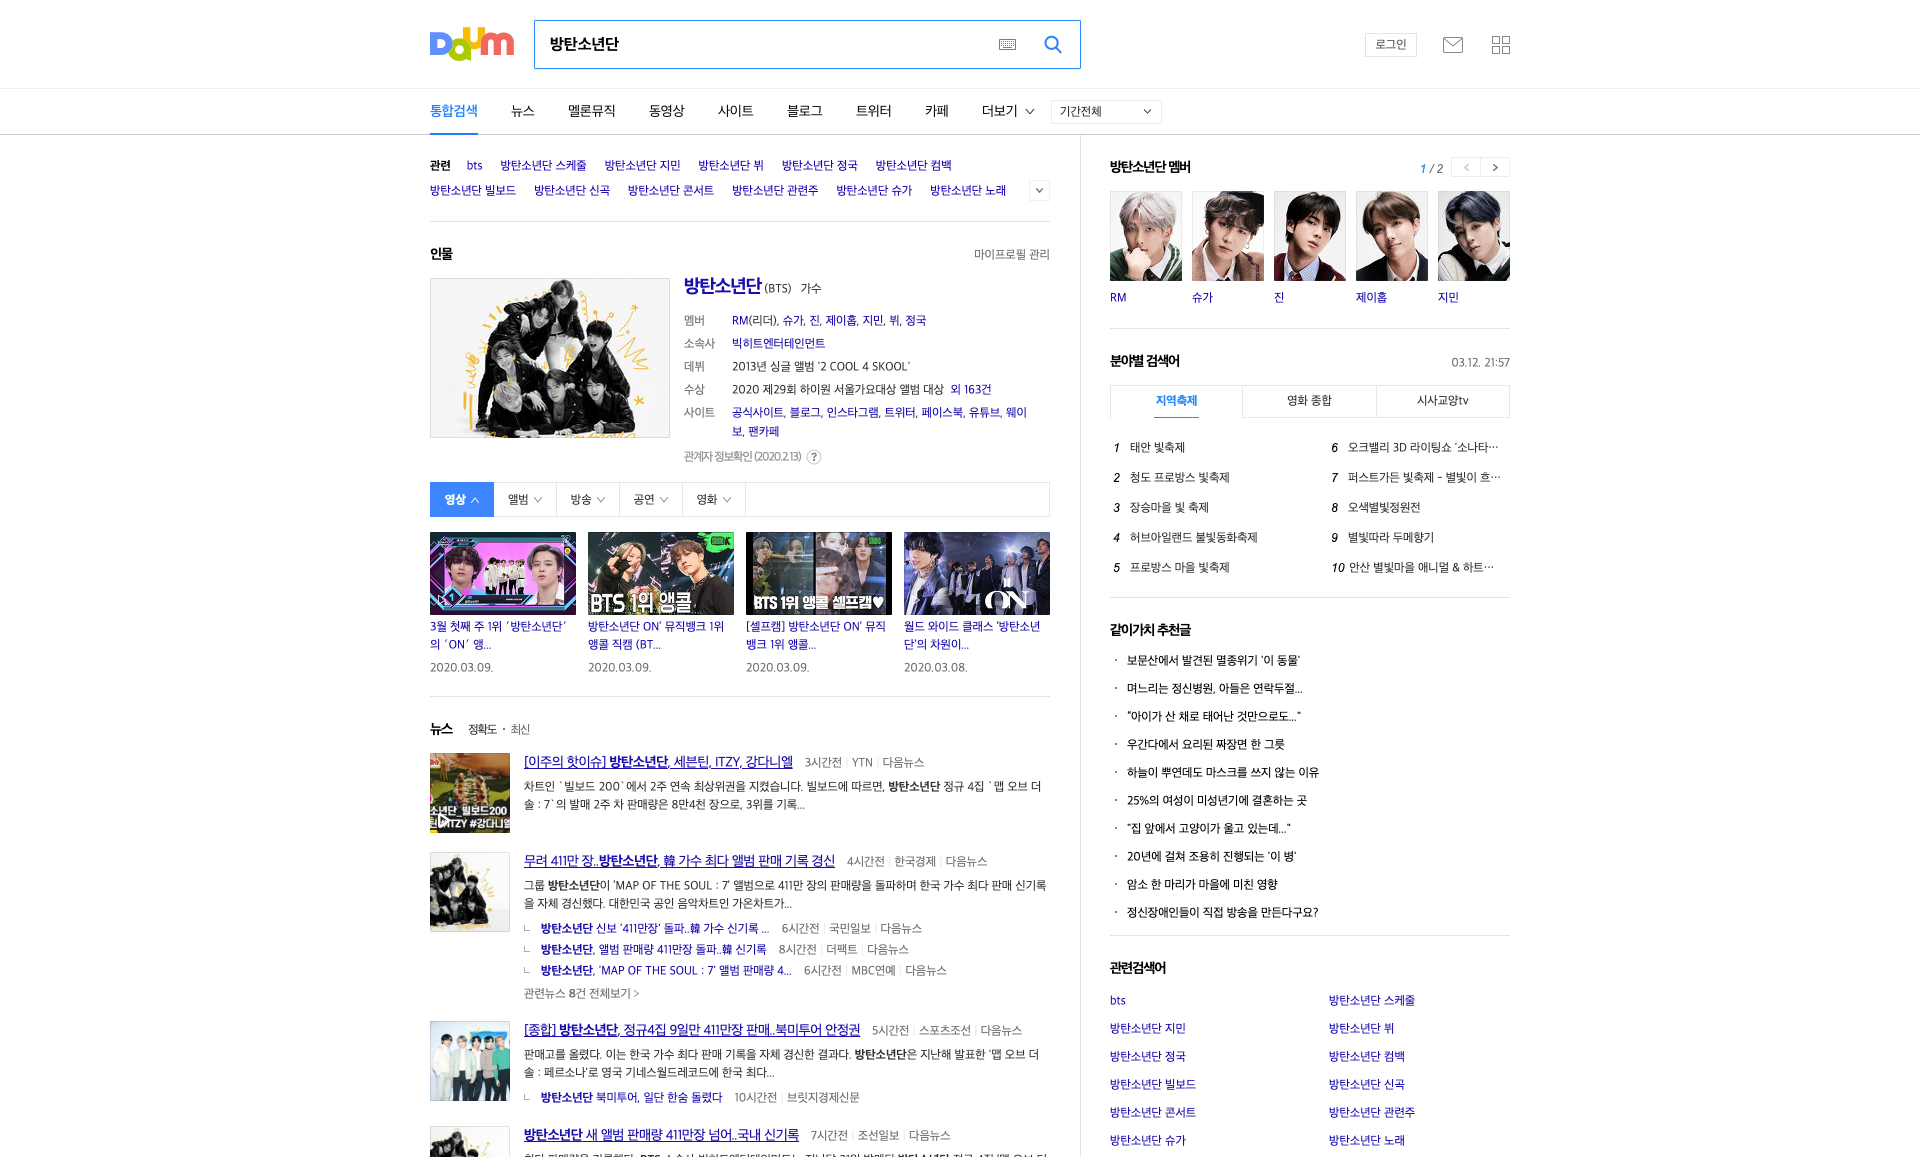 Daum
방탄소년단
로그인
통합검색 뉴스 멜론뮤직 동영상 사이트 블로그 트위터 카페 더보기 기간전체
관련 bts 방탄소년단 스케줄 방탄소년단 지민 방탄소년단 뷔 방탄소년단 정국 방탄소년단 컴백
방탄소년단 빌보드 방탄소년단 신곡 방탄소년단 콘서트 방탄소년단 관련주 방탄소년단 슈가 방탄소년단 노래
인물 마이프로필 관리
방탄소년단 (BTS) 가수
멤버 RM(리더), 슈가, 진, 제이홉, 지민, 뷔, 정국
소속사 빅히트엔터테인먼트
데뷔 2013년 싱글 앨범 '2 COOL 4 SKOOL'
수상 2020 제29회 하이원 서울가요대상 앨범 대상 외 163건
사이트 공식사이트, 블로그, 인스타그램, 트위터, 페이스북, 유튜브, 웨이
보, 팬카페
관계자 정보확인 (2020.2.13) ?
영상 앨범 방송 공연 영화
BTS 1위 앵콜
BTS 1위 앵콜 셀프캠♥
ON
3월 첫째 주 1위 '방탄소년단'
의 'ON' 앵...
2020.03.09.
방탄소년단 ON' 뮤직뱅크 1위
앵콜 직캠 (BT...
2020.03.09.
[셀프캠] 방탄소년단 ON' 뮤직
뱅크 1위 앵콜...
2020.03.09.
월드 와이드 클래스 '방탄소년
단'의 차원이...
2020.03.08.
뉴스 정확도 · 최신
소년단_빌보드200
ITZY #강다니엘
[이주의 핫이슈] 방탄소년단, 세븐틴, ITZY, 강다니엘 3시간전 | YTN | 다음뉴스
차트인 `빌보드 200`에서 2주 연속 최상위권을 지켰습니다. 빌보드에 따르면, 방탄소년단 정규 4집 `맵 오브 더
솔 : 7`의 발매 2주 차 판매량은 8만4천 장으로, 3위를 기록...
무려 411만 장..방탄소년단, 韓 가수 최다 앨범 판매 기록 경신 4시간전 | 한국경제 | 다음뉴스
그룹 방탄소년단이 'MAP OF THE SOUL : 7' 앨범으로 411만 장의 판매량을 돌파하며 한국 가수 최다 판매 신기록
을 자체 경신했다. 대한민국 공인 음악차트인 가온차트가...
방탄소년단 신보 '411만장' 돌파..韓 가수 신기록 ... 6시간전 | 국민일보 | 다음뉴스
방탄소년단, 앨범 판매량 411만장 돌파..韓 신기록 8시간전 | 더팩트 | 다음뉴스
방탄소년단, 'MAP OF THE SOUL : 7' 앨범 판매량 4... 6시간전 | MBC연예 | 다음뉴스
관련뉴스 8건 전체보기 >
[종합] 방탄소년단, 정규4집 9일만 411만장 판매..북미투어 안정권 5시간전 | 스포츠조선 | 다음뉴스
판매고를 올렸다. 이는 한국 가수 최다 판매 기록을 자체 경신한 결과다. 방탄소년단은 지난해 발표한 '맵 오브 더
솔 : 페르소나'로 영국 기네스월드레코드에 한국 최다...
방탄소년단 북미투어, 일단 한숨 돌렸다 10시간전 | 브릿지경제신문
방탄소년단 새 앨범 판매량 411만장 넘어..국내 신기록 7시간전 | 조선일보 | 다음뉴스
방탄소년단 멤버 1 / 2
RM 슈가 진 제이홉 지민
분야별 검색어 03.12. 21:57
지역축제 영화 종합 시사교양tv
1 태안 빛축제
2 청도 프로방스 빛축제
3 장승마을 빛 축제
4 허브아일랜드 불빛동화축제
5 프로방스 마을 빛축제
6 오크밸리 3D 라이팅쇼 '소나타…
7 퍼스트가든 빛축제 - 별빛이 흐…
8 오색별빛정원전
9 별빛따라 두메향기
10 안산 별빛마을 애니멀 & 하트…
같이가치 추천글
· 보문산에서 발견된 멸종위기 '이 동물'
· 며느리는 정신병원, 아들은 연락두절...
· "아이가 산 채로 태어난 것만으로도..."
· 우간다에서 요리된 짜장면 한 그릇
· 하늘이 뿌연데도 마스크를 쓰지 않는 이유
· 25%의 여성이 미성년기에 결혼하는 곳
· "집 앞에서 고양이가 울고 있는데..."
· 20년에 걸쳐 조용히 진행되는 '이 병'
· 암소 한 마리가 마을에 미친 영향
· 정신장애인들이 직접 방송을 만든다구요?
관련검색어
bts 방탄소년단 스케줄
방탄소년단 지민 방탄소년단 뷔
방탄소년단 정국 방탄소년단 컴백
방탄소년단 빌보드 방탄소년단 신곡
방탄소년단 콘서트 방탄소년단 관련주
방탄소년단 슈가 방탄소년단 노래